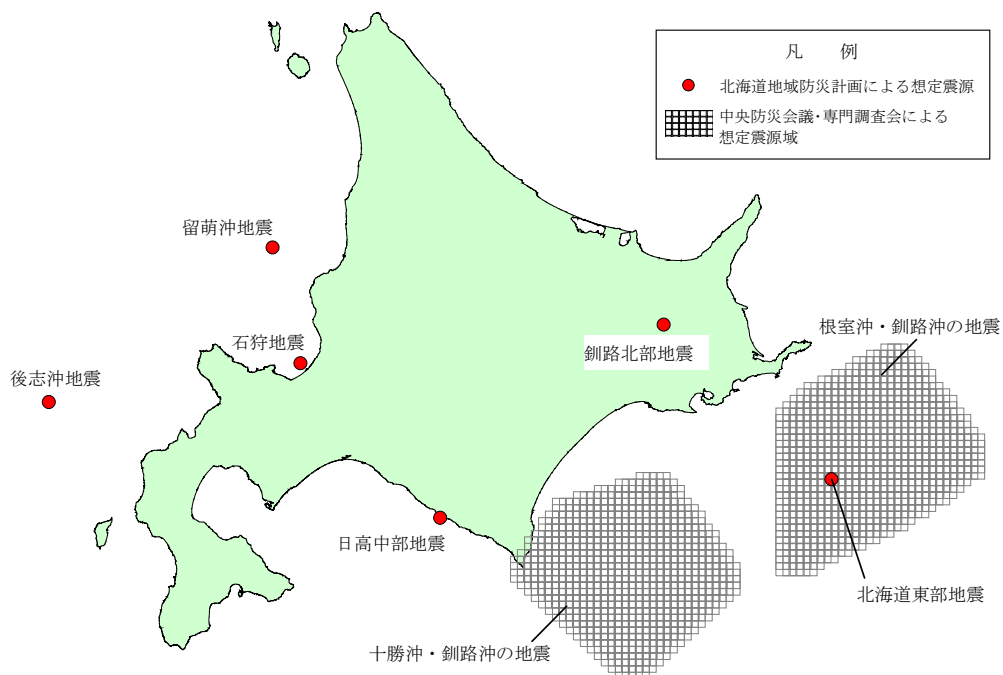 凡 例
北海道地域防災計画による想定震源
中央防災会議・専門調査会による
想定震源域
留萌沖地震
石狩地震
後志沖地震
釧路北部地震
根室沖・釧路沖の地震
日高中部地震
北海道東部地震
十勝沖・釧路沖の地震